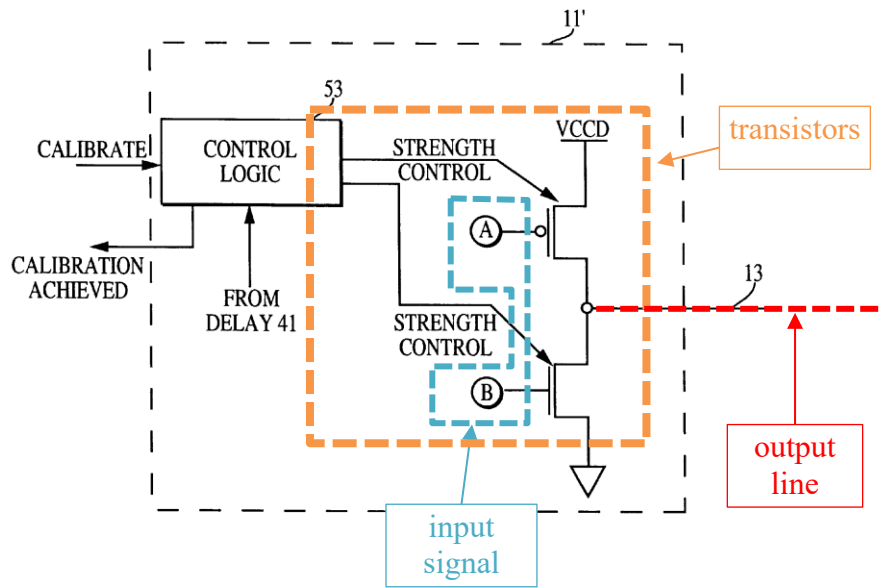 11'
53
transistors
VCCD
CALIBRATE
CONTROL
LOGIC
STRENGTH
CONTROL
A
CALIBRATION
ACHIEVED
FROM
DELAY 41
13
STRENGTH
CONTROL
B
output
line
input
signal